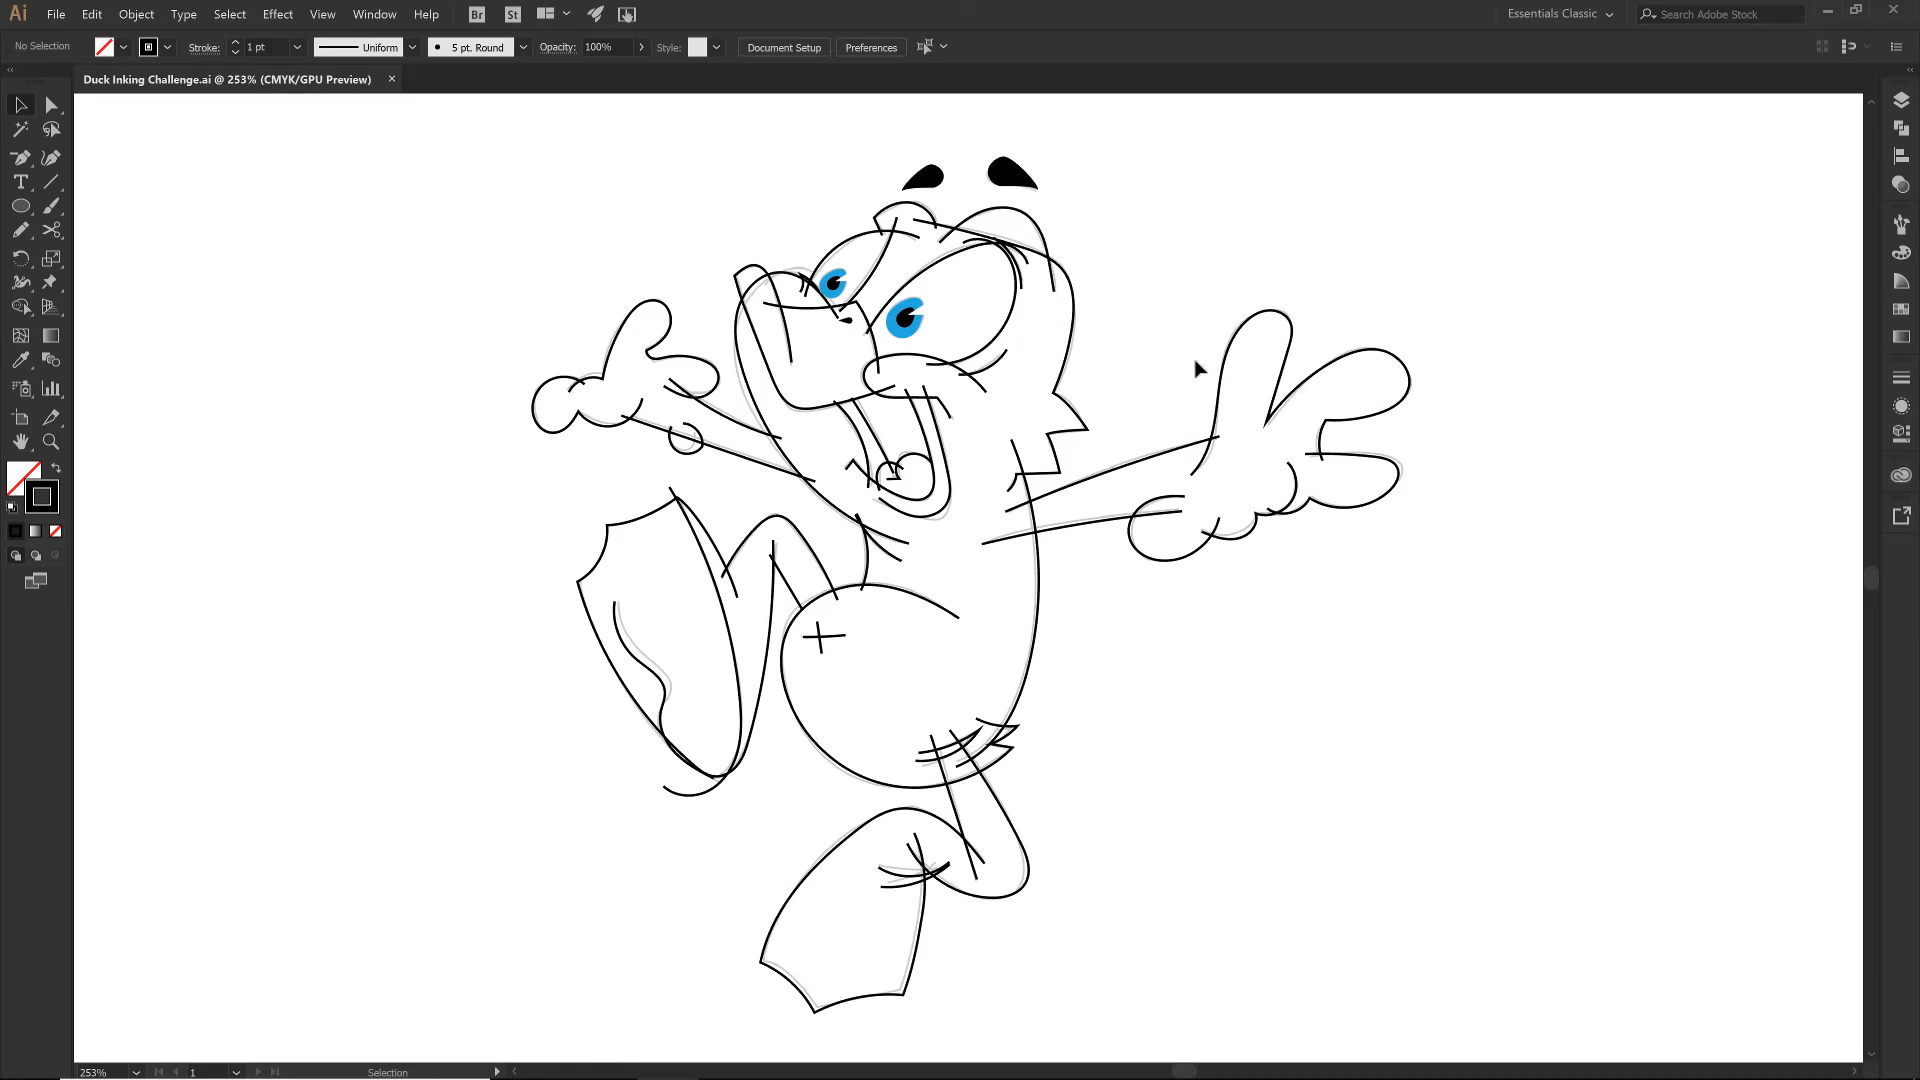 Ai File Edit Object Type Select Effect View Window Help Br St Essentials Classic Search Adobe Stock
No Selection Stroke: 1 pt Uniform 5 pt. Round Opacity: 100% Style: Document Setup Preferences
Duck Inking Challenge.ai @ 253% (CMYK/GPU Preview)
253% 1 Selection